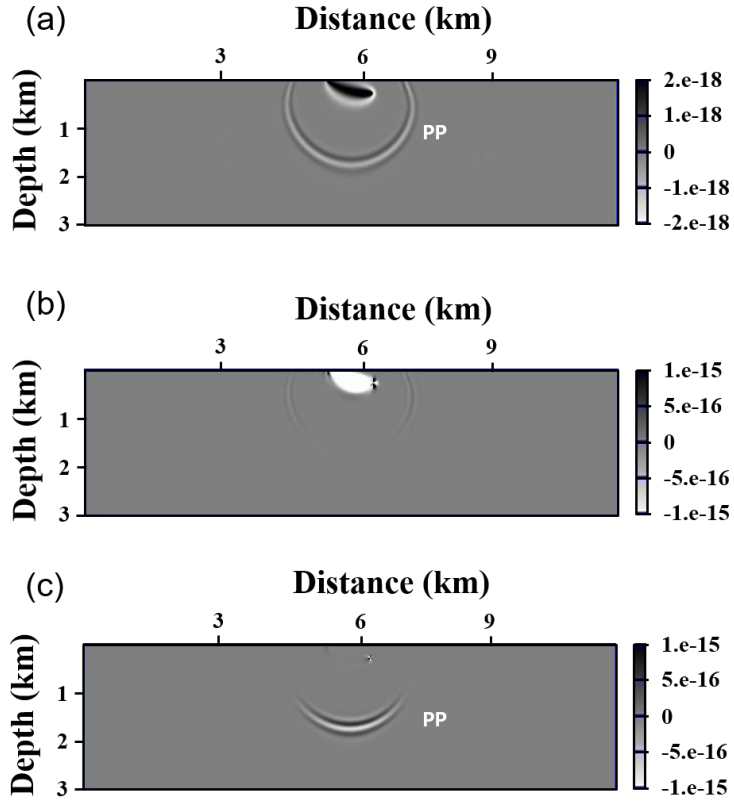 (a)
Distance (km)
3 6 9
Depth (km)
1
2
3
PP
2.e-18
1.e-18
0
-1.e-18
-2.e-18
(b)
Distance (km)
3 6 9
Depth (km)
1
2
3
1.e-15
5.e-16
0
-5.e-16
-1.e-15
(c)
Distance (km)
3 6 9
Depth (km)
1
2
3
PP
1.e-15
5.e-16
0
-5.e-16
-1.e-15